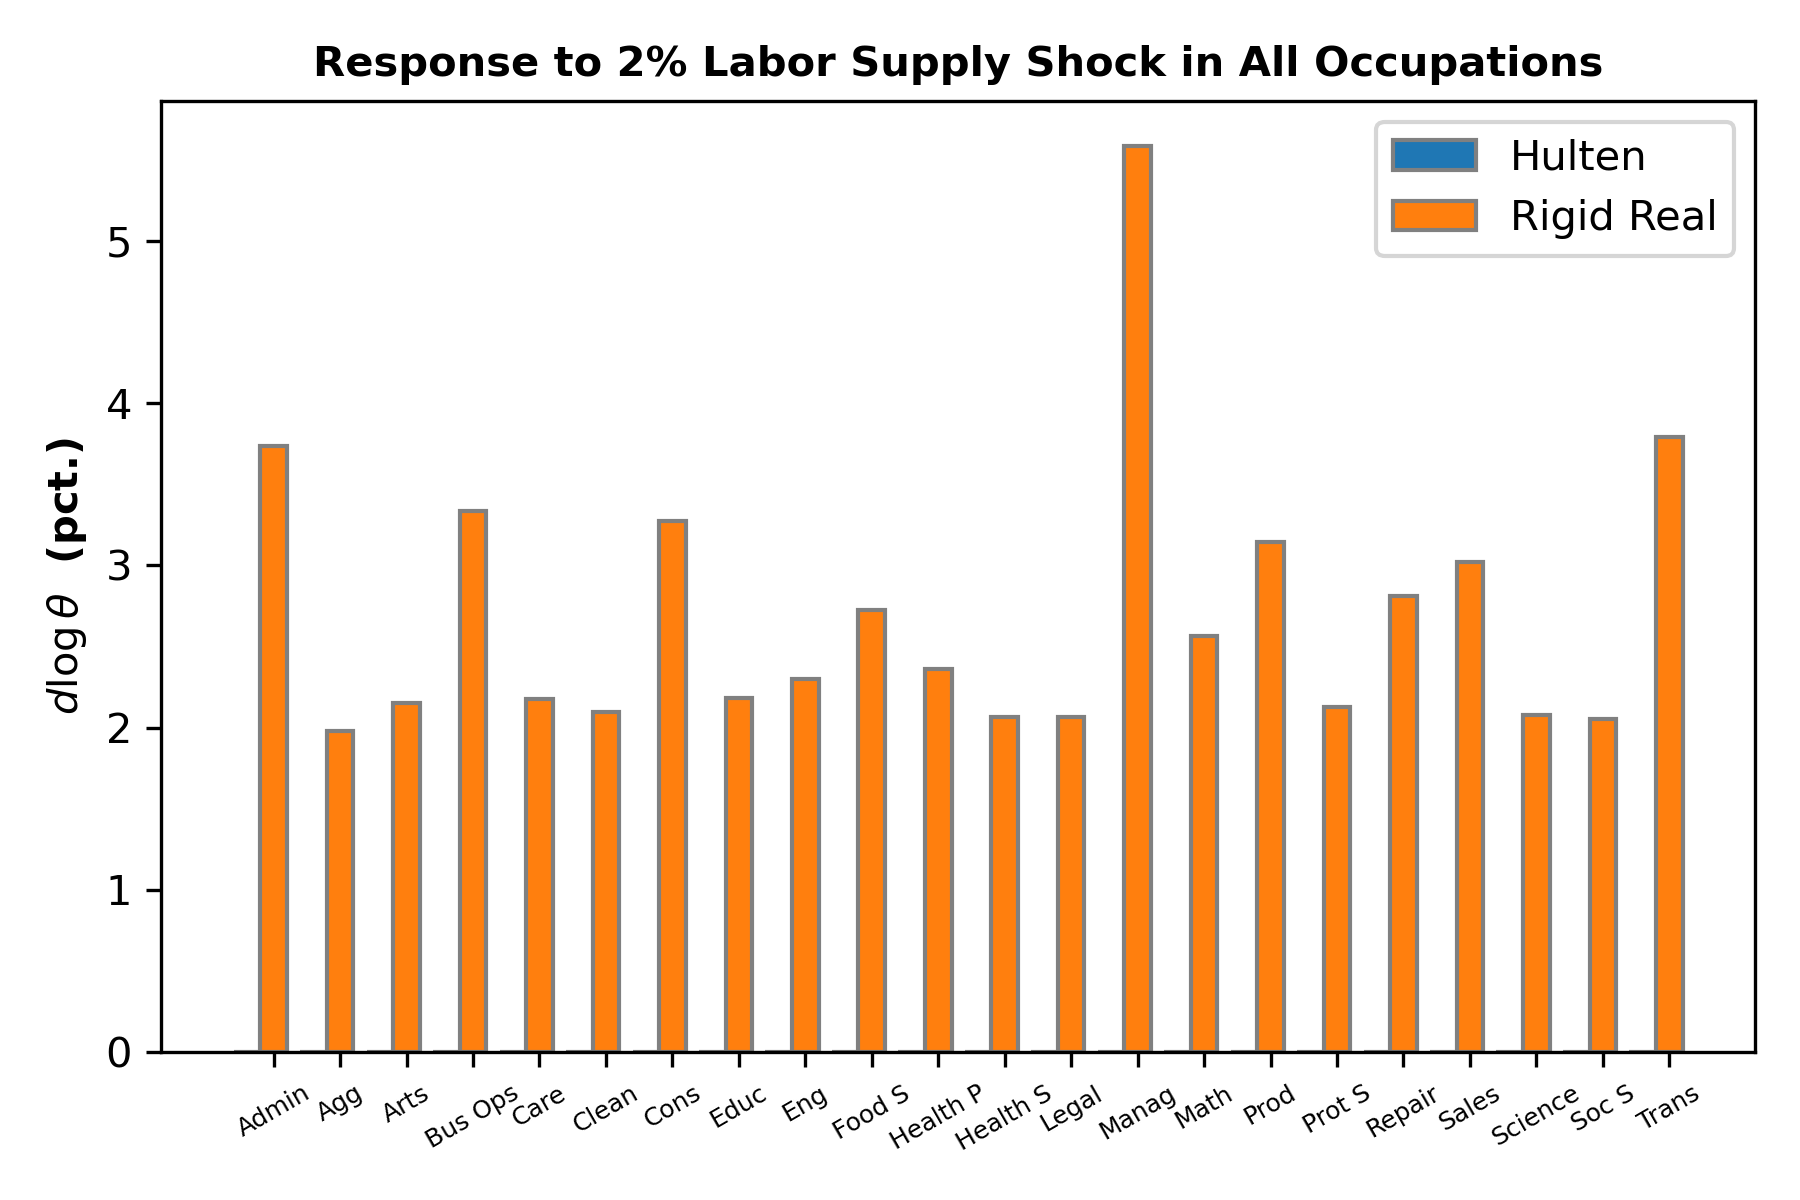 Response to 2% Labor Supply Shock in All Occupations
Hulten
Rigid Real
d log θ (pct.)
5
4
3
2
1
0
Admin
Agg
Arts
Bus Ops
Care
Clean
Cons
Educ
Eng
Food S
Health P
Health S
Legal
Manag
Math
Prod
Prot S
Repair
Sales
Science
Soc S
Trans